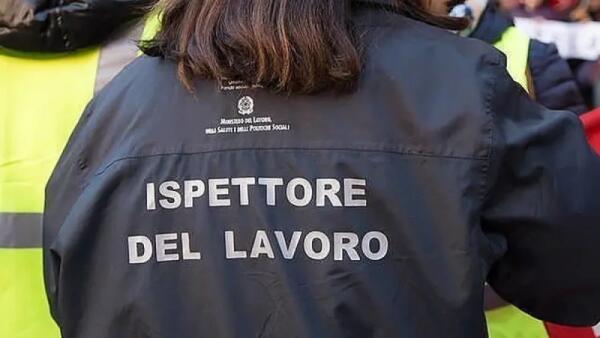 Ministero del Lavoro,
della Salute e delle Politiche Sociali
ISPETTORE
DEL LAVORO